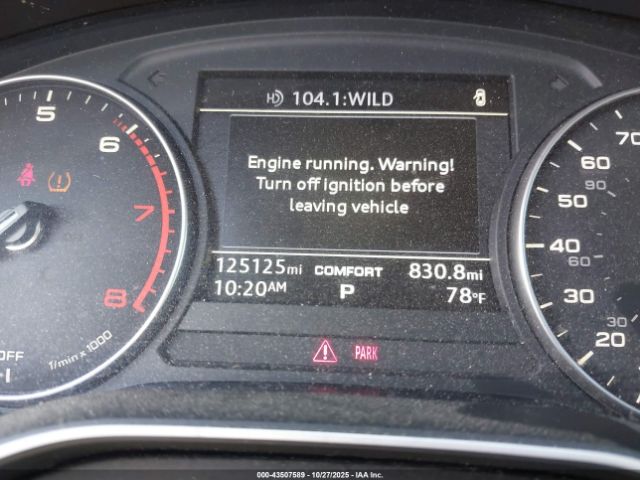 104.1:WILD
Engine running. Warning!
Turn off ignition before
leaving vehicle
125125mi COMFORT 830.8mi
10:20AM P 78°F
PARK
5
6
7
8
OFF
1/min x 1000
70
60
90
50
40
60
30
30
20
000-43507589 | 10/27/2025 | IAA Inc.